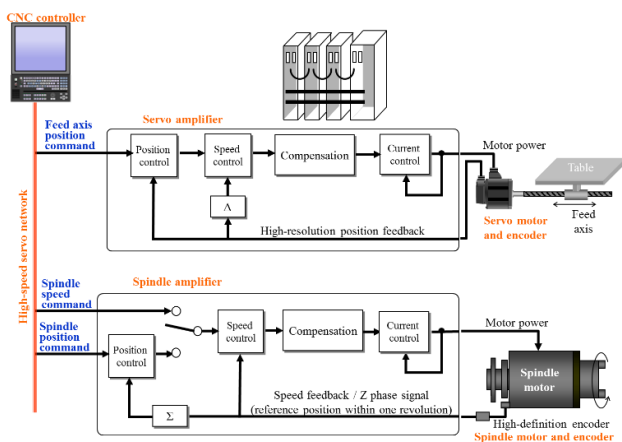 CNC controller
High-speed servo network
Feed axis
position
command
Servo amplifier
Position
control
Speed
control
Compensation
Current
control
Motor power
Table
Λ
High-resolution position feedback
Servo motor
and encoder
Feed
axis
Spindle
speed
command
Spindle
position
command
Spindle amplifier
Position
control
Speed
control
Compensation
Current
control
Motor power
Spindle
motor
Σ
Speed feedback / Z phase signal
(reference position within one revolution)
High-definition encoder
Spindle motor and encoder